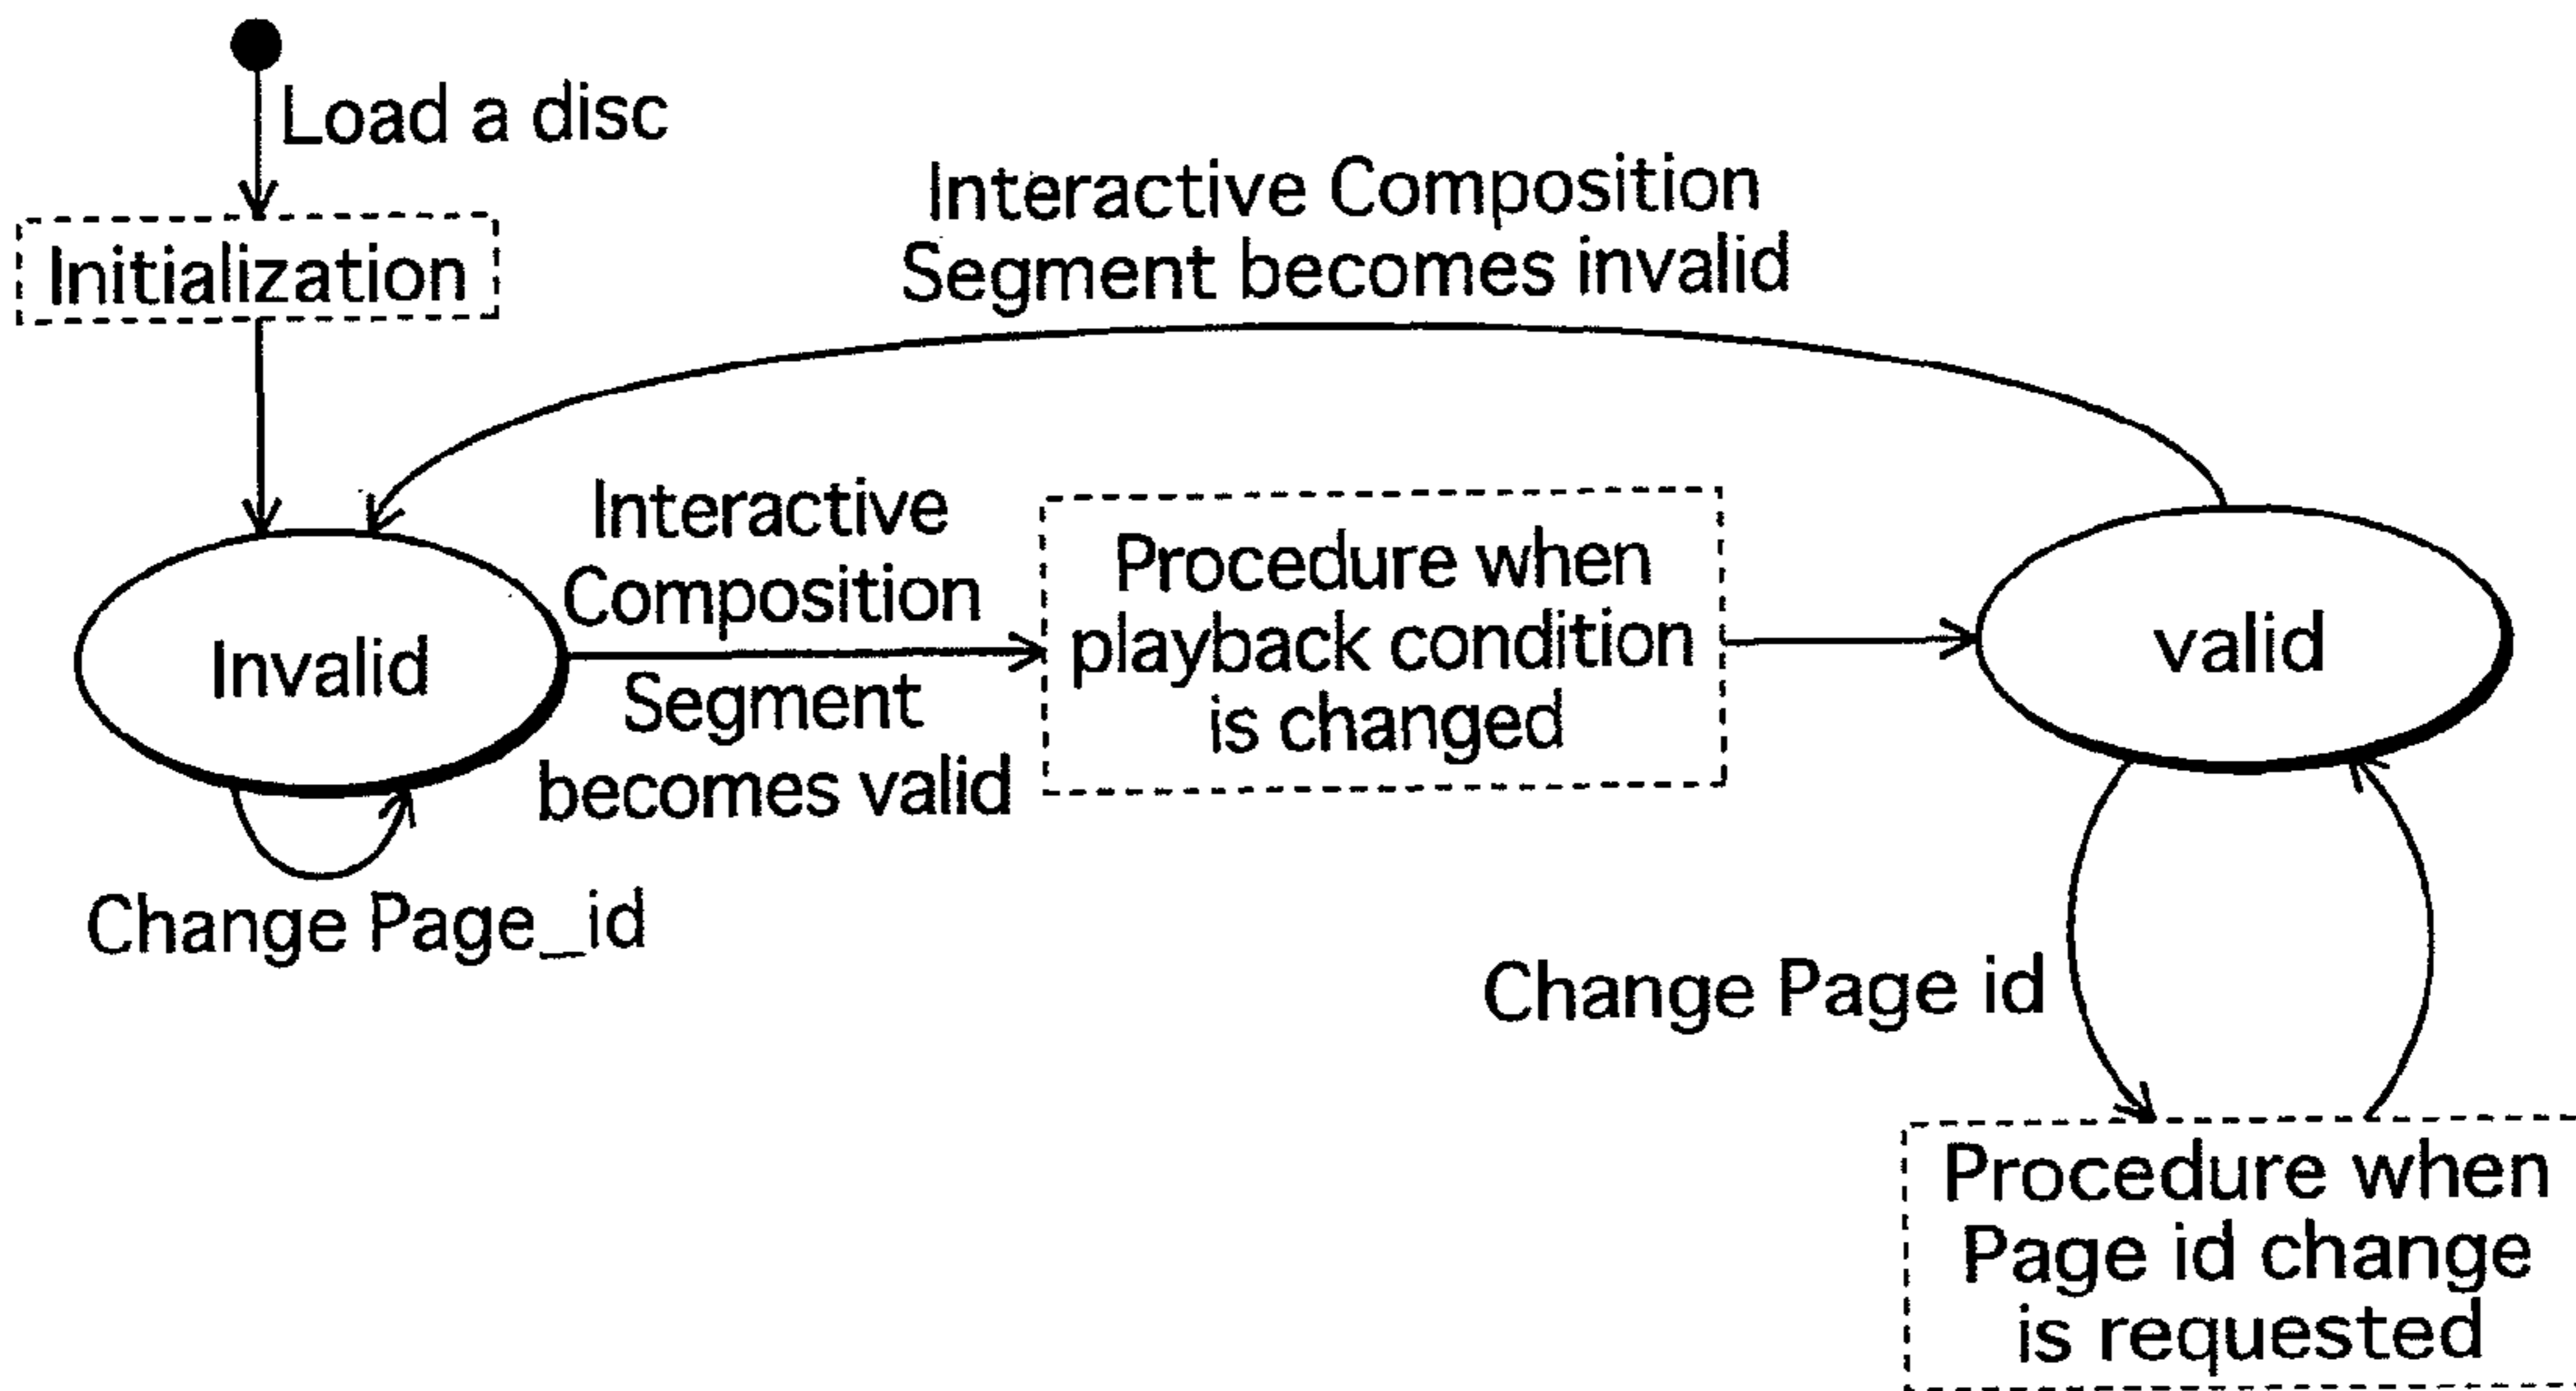 Load a disc
Initialization
Interactive Composition
Segment becomes invalid
Interactive
Composition
Segment
becomes valid
Invalid
Procedure when
playback condition
is changed
valid
Change Page_id
Change Page id
Procedure when
Page id change
is requested